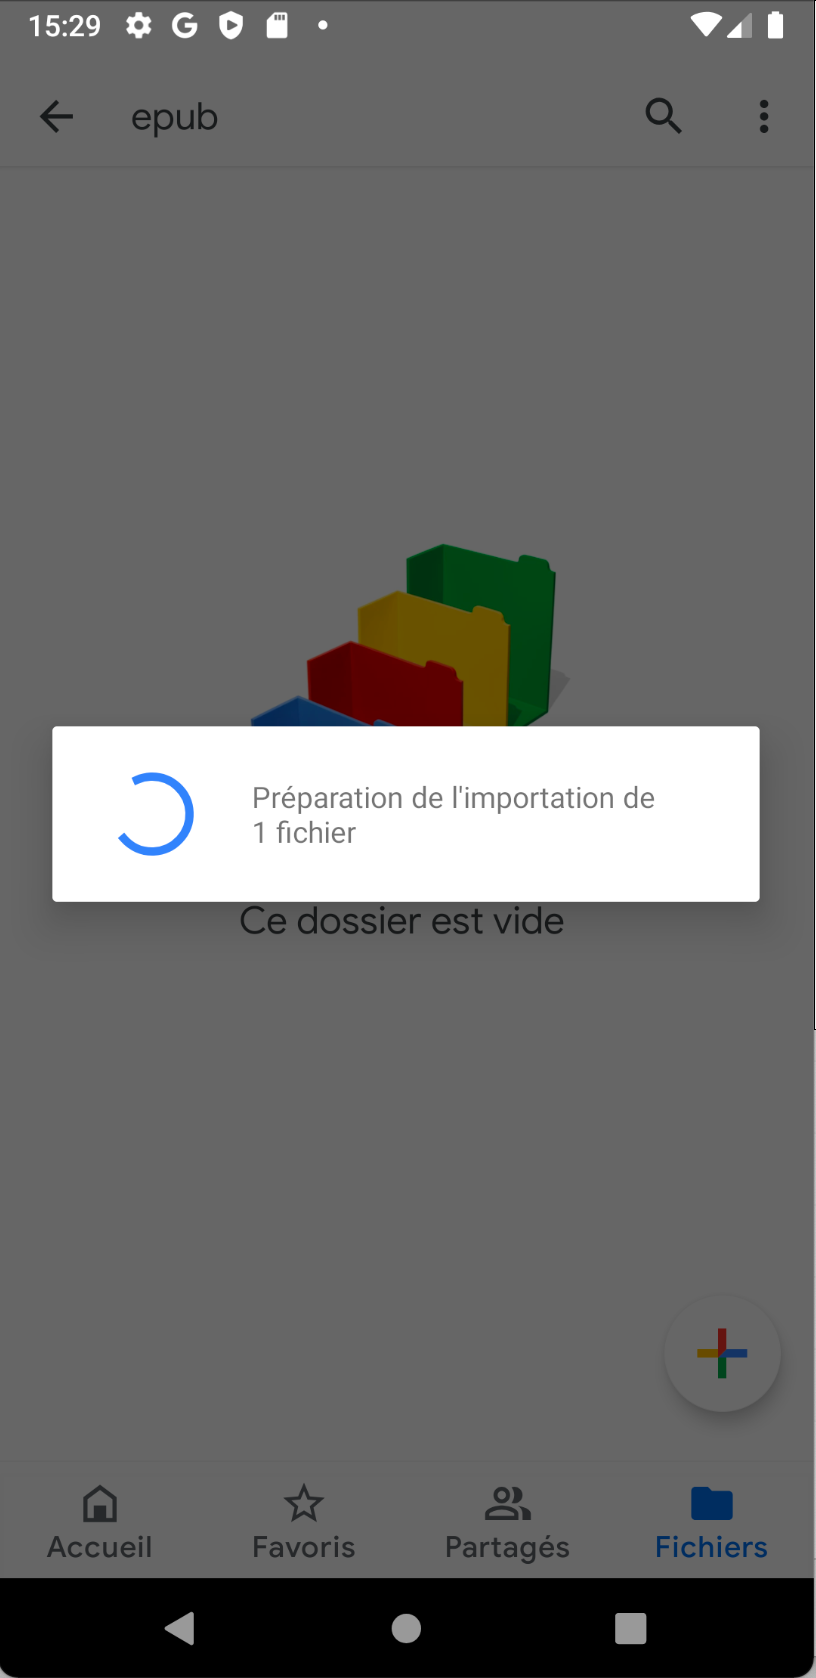 15:29
epub
Préparation de l'importation de
1 fichier
Ce dossier est vide
Accueil
Favoris
Partagés
Fichiers